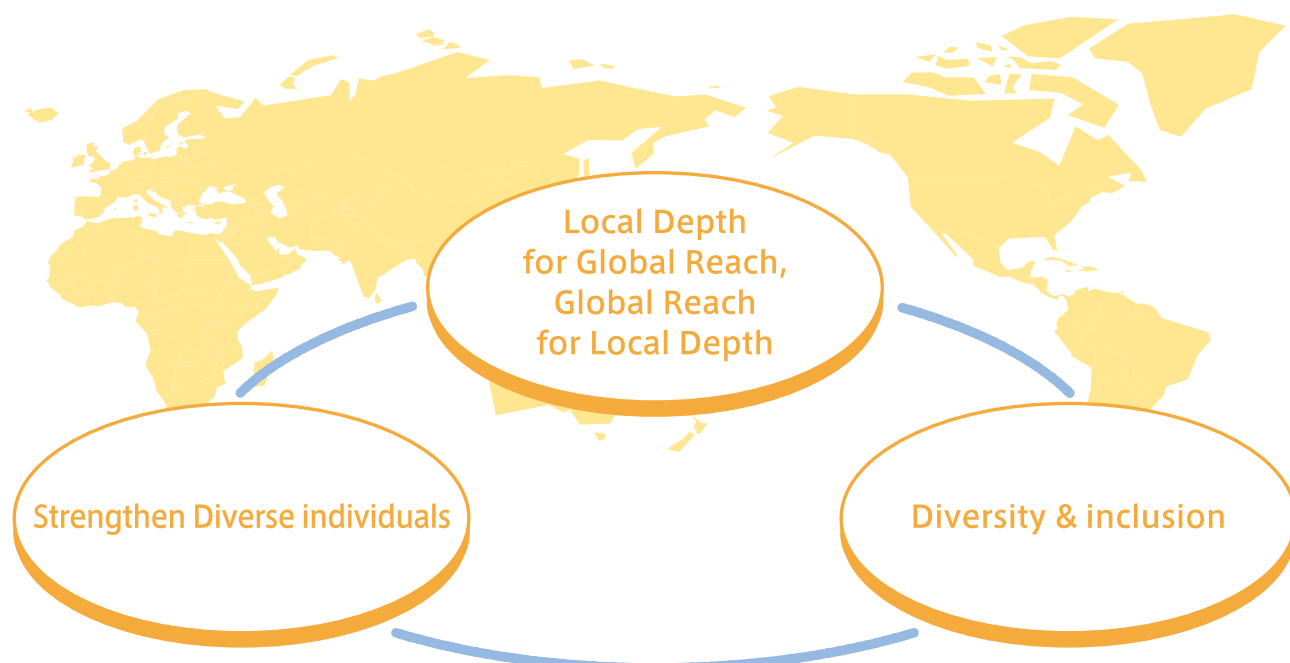 Local Depth
for Global Reach,
Global Reach
for Local Depth
Strengthen Diverse individuals
Diversity & inclusion